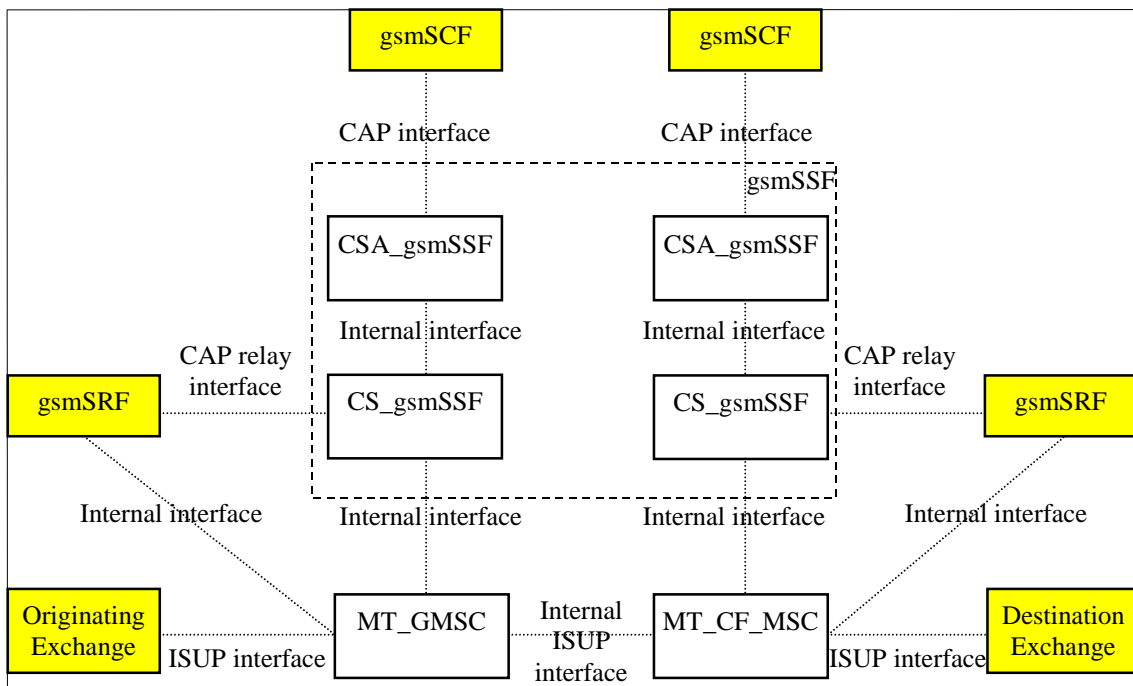 gsmSCF
gsmSCF
CAP interface
CAP interface
gsmSSF
CSA_gsmSSF
CSA_gsmSSF
Internal interface
Internal interface
CAP relay
interface
CAP relay
interface
gsmSRF
CS_gsmSSF
CS_gsmSSF
gsmSRF
Internal interface
Internal interface
Internal interface
Internal interface
Originating
Exchange
MT_GMSC
Internal
ISUP
interface
MT_CF_MSC
Destination
Exchange
ISUP interface
ISUP interface